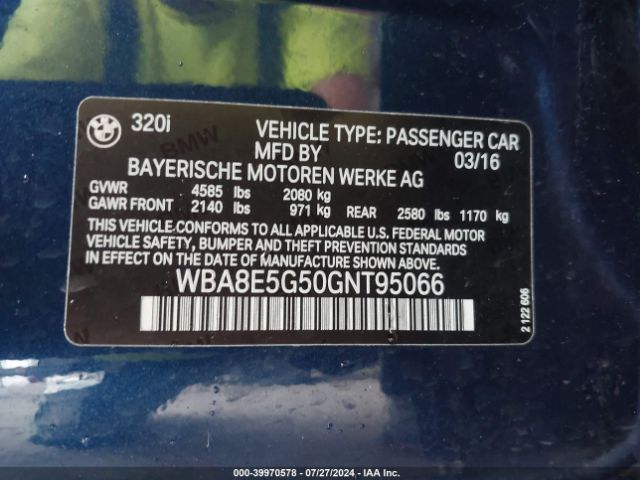 BMW
320i
VEHICLE TYPE: PASSENGER CAR
MFD BY 03/16
BAYERISCHE MOTOREN WERKE AG
GVWR 4585 lbs 2080 kg
GAWR FRONT 2140 lbs 971 kg REAR 2580 lbs 1170 kg
THIS VEHICLE CONFORMS TO ALL APPLICABLE U.S. FEDERAL MOTOR
VEHICLE SAFETY, BUMPER AND THEFT PREVENTION STANDARDS
IN EFFECT ON THE DATE OF MANUFACTURE SHOWN ABOVE.
WBA8E5G50GNT95066
2 122 606
000-39970578 - 07/27/2024 - IAA Inc.